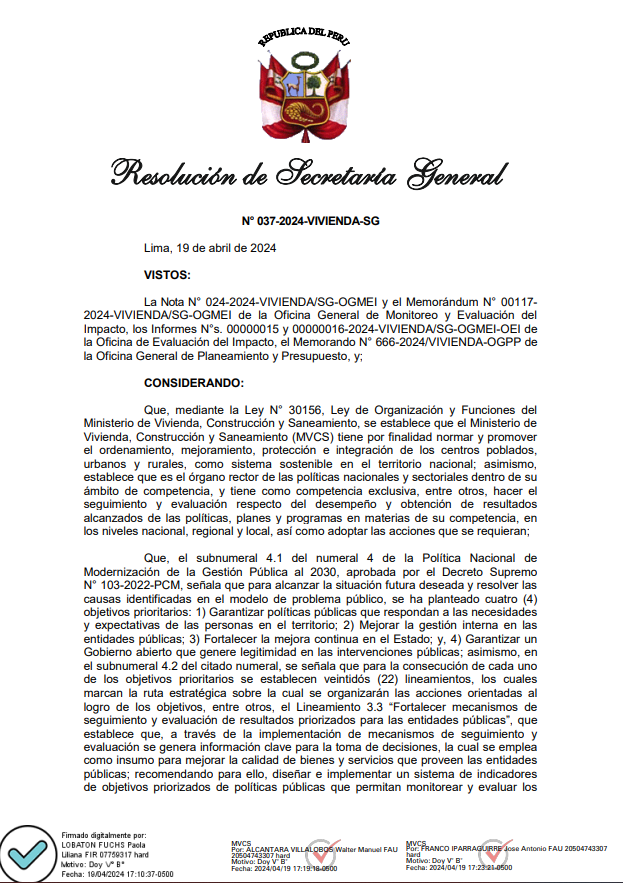 REPUBLICA DEL PERU
Resolución de Secretaría General
N° 037-2024-VIVIENDA-SG
Lima, 19 de abril de 2024
VISTOS:
La Nota N° 024-2024-VIVIENDA/SG-OGMEI y el Memorándum N° 00117-
2024-VIVIENDA/SG-OGMEI de la Oficina General de Monitoreo y Evaluación del
Impacto, los Informes N°s. 00000015 y 00000016-2024-VIVIENDA/SG-OGMEI-OEI de
la Oficina de Evaluación del Impacto, el Memorando N° 666-2024/VIVIENDA-OGPP de
la Oficina General de Planeamiento y Presupuesto, y;
CONSIDERANDO:
Que, mediante la Ley N° 30156, Ley de Organización y Funciones del
Ministerio de Vivienda, Construcción y Saneamiento, se establece que el Ministerio de
Vivienda, Construcción y Saneamiento (MVCS) tiene por finalidad normar y promover
el ordenamiento, mejoramiento, protección e integración de los centros poblados,
urbanos y rurales, como sistema sostenible en el territorio nacional; asimismo,
establece que es el órgano rector de las políticas nacionales y sectoriales dentro de su
ámbito de competencia, y tiene como competencia exclusiva, entre otros, hacer el
seguimiento y evaluación respecto del desempeño y obtención de resultados
alcanzados de las políticas, planes y programas en materias de su competencia, en
los niveles nacional, regional y local, así como adoptar las acciones que se requieran;
Que, el subnumeral 4.1 del numeral 4 de la Política Nacional de
Modernización de la Gestión Pública al 2030, aprobada por el Decreto Supremo
N° 103-2022-PCM, señala que para alcanzar la situación futura deseada y resolver las
causas identificadas en el modelo de problema público, se ha planteado cuatro (4)
objetivos prioritarios: 1) Garantizar políticas públicas que respondan a las necesidades
y expectativas de las personas en el territorio; 2) Mejorar la gestión interna en las
entidades públicas; 3) Fortalecer la mejora continua en el Estado; y, 4) Garantizar un
Gobierno abierto que genere legitimidad en las intervenciones públicas; asimismo, en
el subnumeral 4.2 del citado numeral, se señala que para la consecución de cada uno
de los objetivos prioritarios se establecen veintidós (22) lineamientos, los cuales
marcan la ruta estratégica sobre la cual se organizarán las acciones orientadas al
logro de los objetivos, entre otros, el Lineamiento 3.3 “Fortalecer mecanismos de
seguimiento y evaluación de resultados priorizados para las entidades públicas”, que
establece que, a través de la implementación de mecanismos de seguimiento y
evaluación se genera información clave para la toma de decisiones, la cual se emplea
como insumo para mejorar la calidad de bienes y servicios que proveen las entidades
públicas; recomendando para ello, diseñar e implementar un sistema de indicadores
de objetivos priorizados de políticas públicas que permitan monitorear y evaluar los
Firmado digitalmente por:
LOBATON FUCHS Paola
Liliana FIR 07759317 hard
Motivo: Doy V° B°
Fecha: 19/04/2024 17:10:37-0500
MVCS
Por: ALCANTARA VILLALOBOS Walter Manuel FAU
20504743307
hard
Motivo: Doy V° B°
Fecha: 2024/04/19 17:19:18-0500
MVCS
Por: FRANCO IPARRAGUIRRE Jose Antonio FAU 20504743307
hard
Motivo: Doy V° B°
Fecha: 2024/04/19 17:23:21-0500